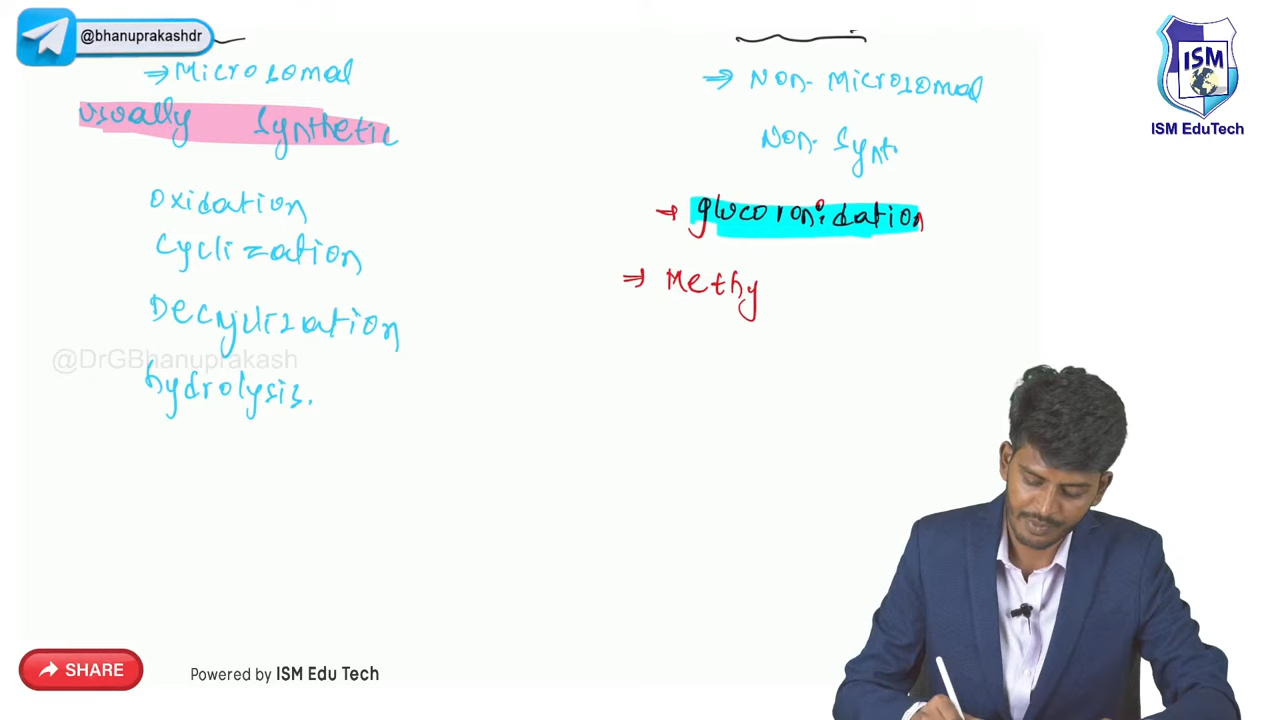 @bhanuprakashdr
ISM
ISM EduTech
⇒ Microsomal
usually synthetic
oxidation
cyclization
Decyclization
hydrolysis.
⇒ Non-Microsomal
Non-synt
→ glucoronidation
⇒ Methy
@DrGBhanuprakash
SHARE
Powered by ISM Edu Tech